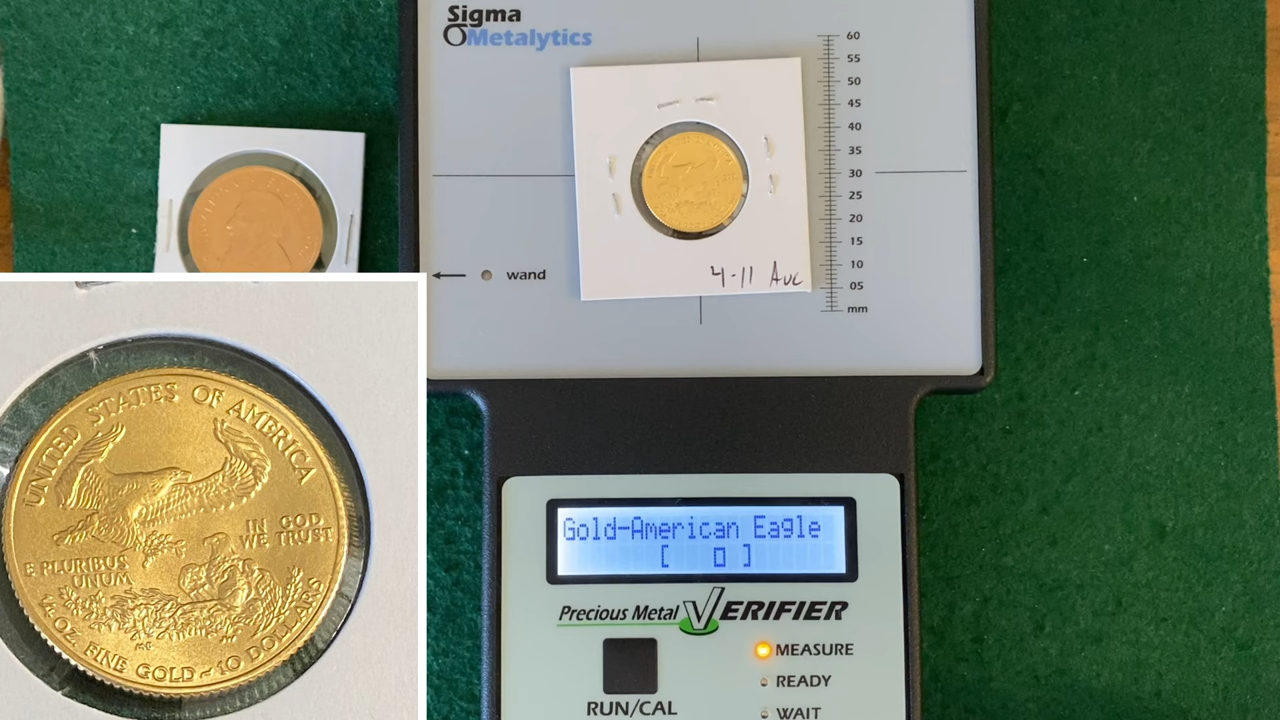 Sigma
Metalytics
60
55
50
45
40
35
30
25
20
15
10
05
mm
wand
4-11 AUC
UNITED STATES OF AMERICA
IN GOD
WE TRUST
E PLURIBUS
UNUM
1/4 OZ. FINE GOLD~10 DOLLARS
Gold-American Eagle
[ ▯ ]
Precious Metal VERIFIER
RUN/CAL
MEASURE
READY
WAIT